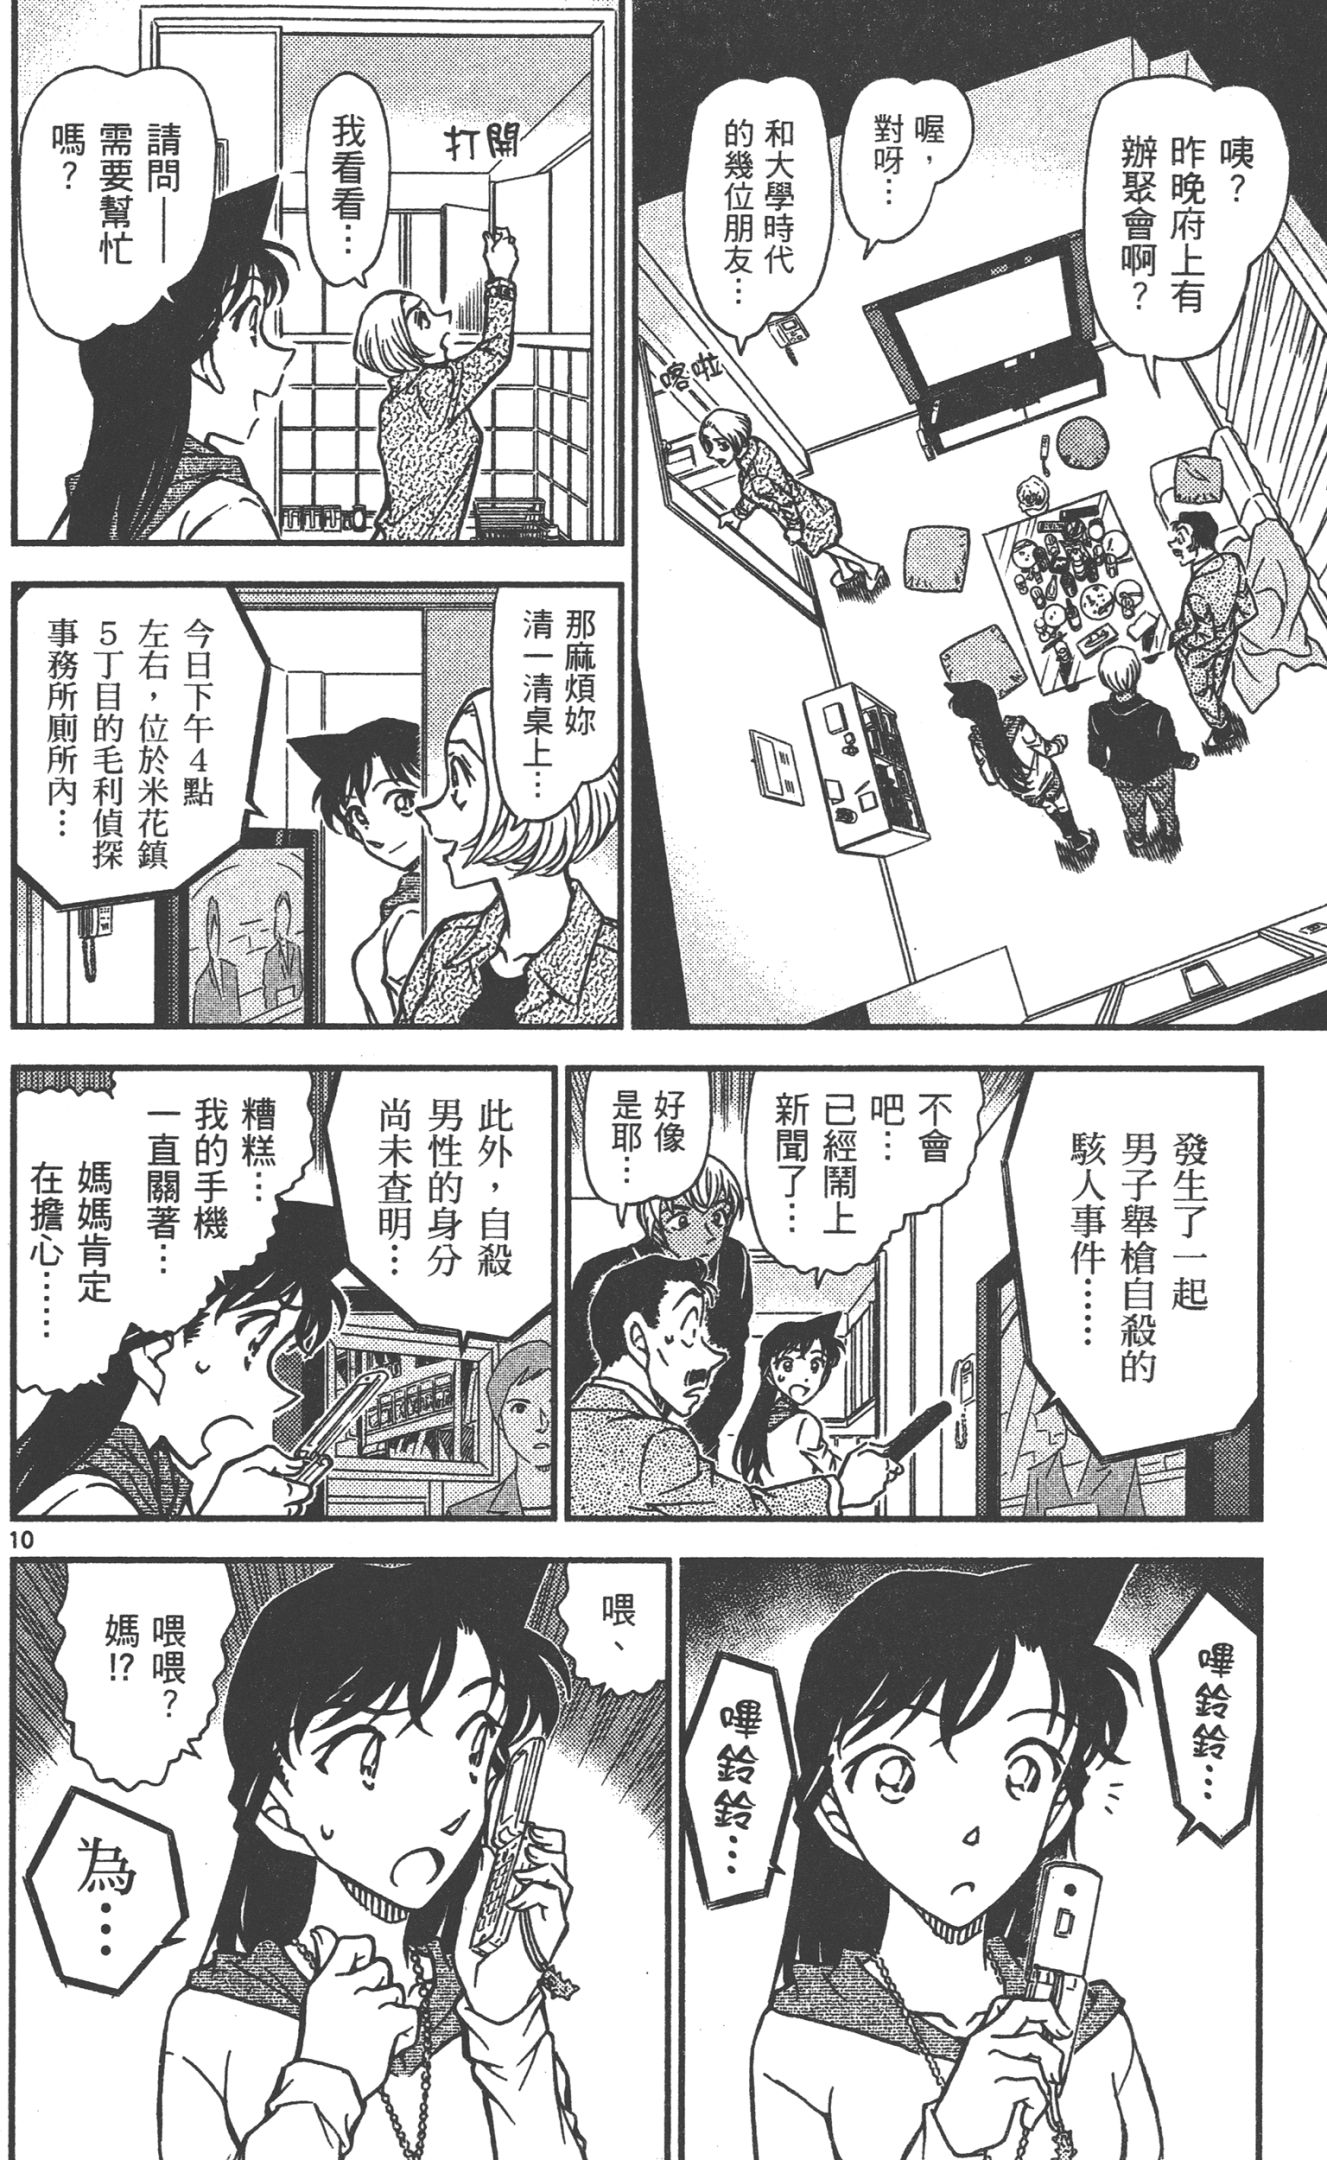 咦？
昨晚府上有
辦聚會啊？
喔，
對呀…
和大學時代
的幾位朋友…
喀啦
打開
我看看…
請問——
需要幫忙
嗎？
那麻煩妳
清一清桌上…
今日下午4點
左右，位於米花鎮
5丁目的毛利偵探
事務所廁所內…
發生了一起
男子舉槍自殺的
駭人事件……
不會
吧…
已經鬧上
新聞了…
好像
是耶…
此外，自殺
男性的身分
尚未查明…
糟糕…
我的手機
一直關著…
媽媽肯定
在擔心……
10
嗶鈴鈴…
嗶鈴鈴…
喂、
喂喂？
媽!?
為…